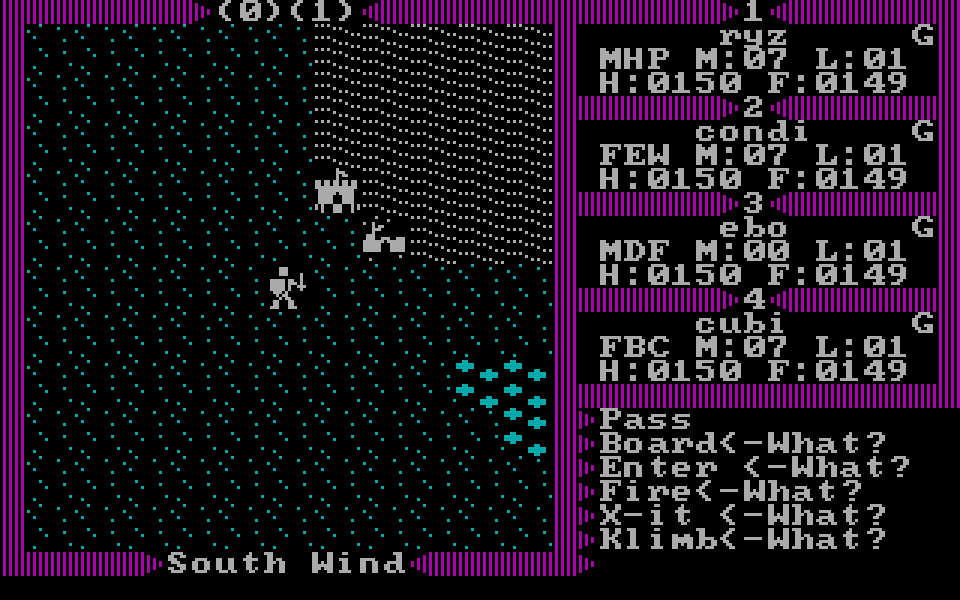 (0)(1)
1
ryz G
MHP M:07 L:01
H:0150 F:0149
2
condi G
FEW M:07 L:01
H:0150 F:0149
3
ebo G
MDF M:00 L:01
H:0150 F:0149
4
cubi G
FBC M:07 L:01
H:0150 F:0149
Pass
Board<-What?
Enter <-What?
Fire<-What?
X-it <-What?
Klimb<-What?
South Wind